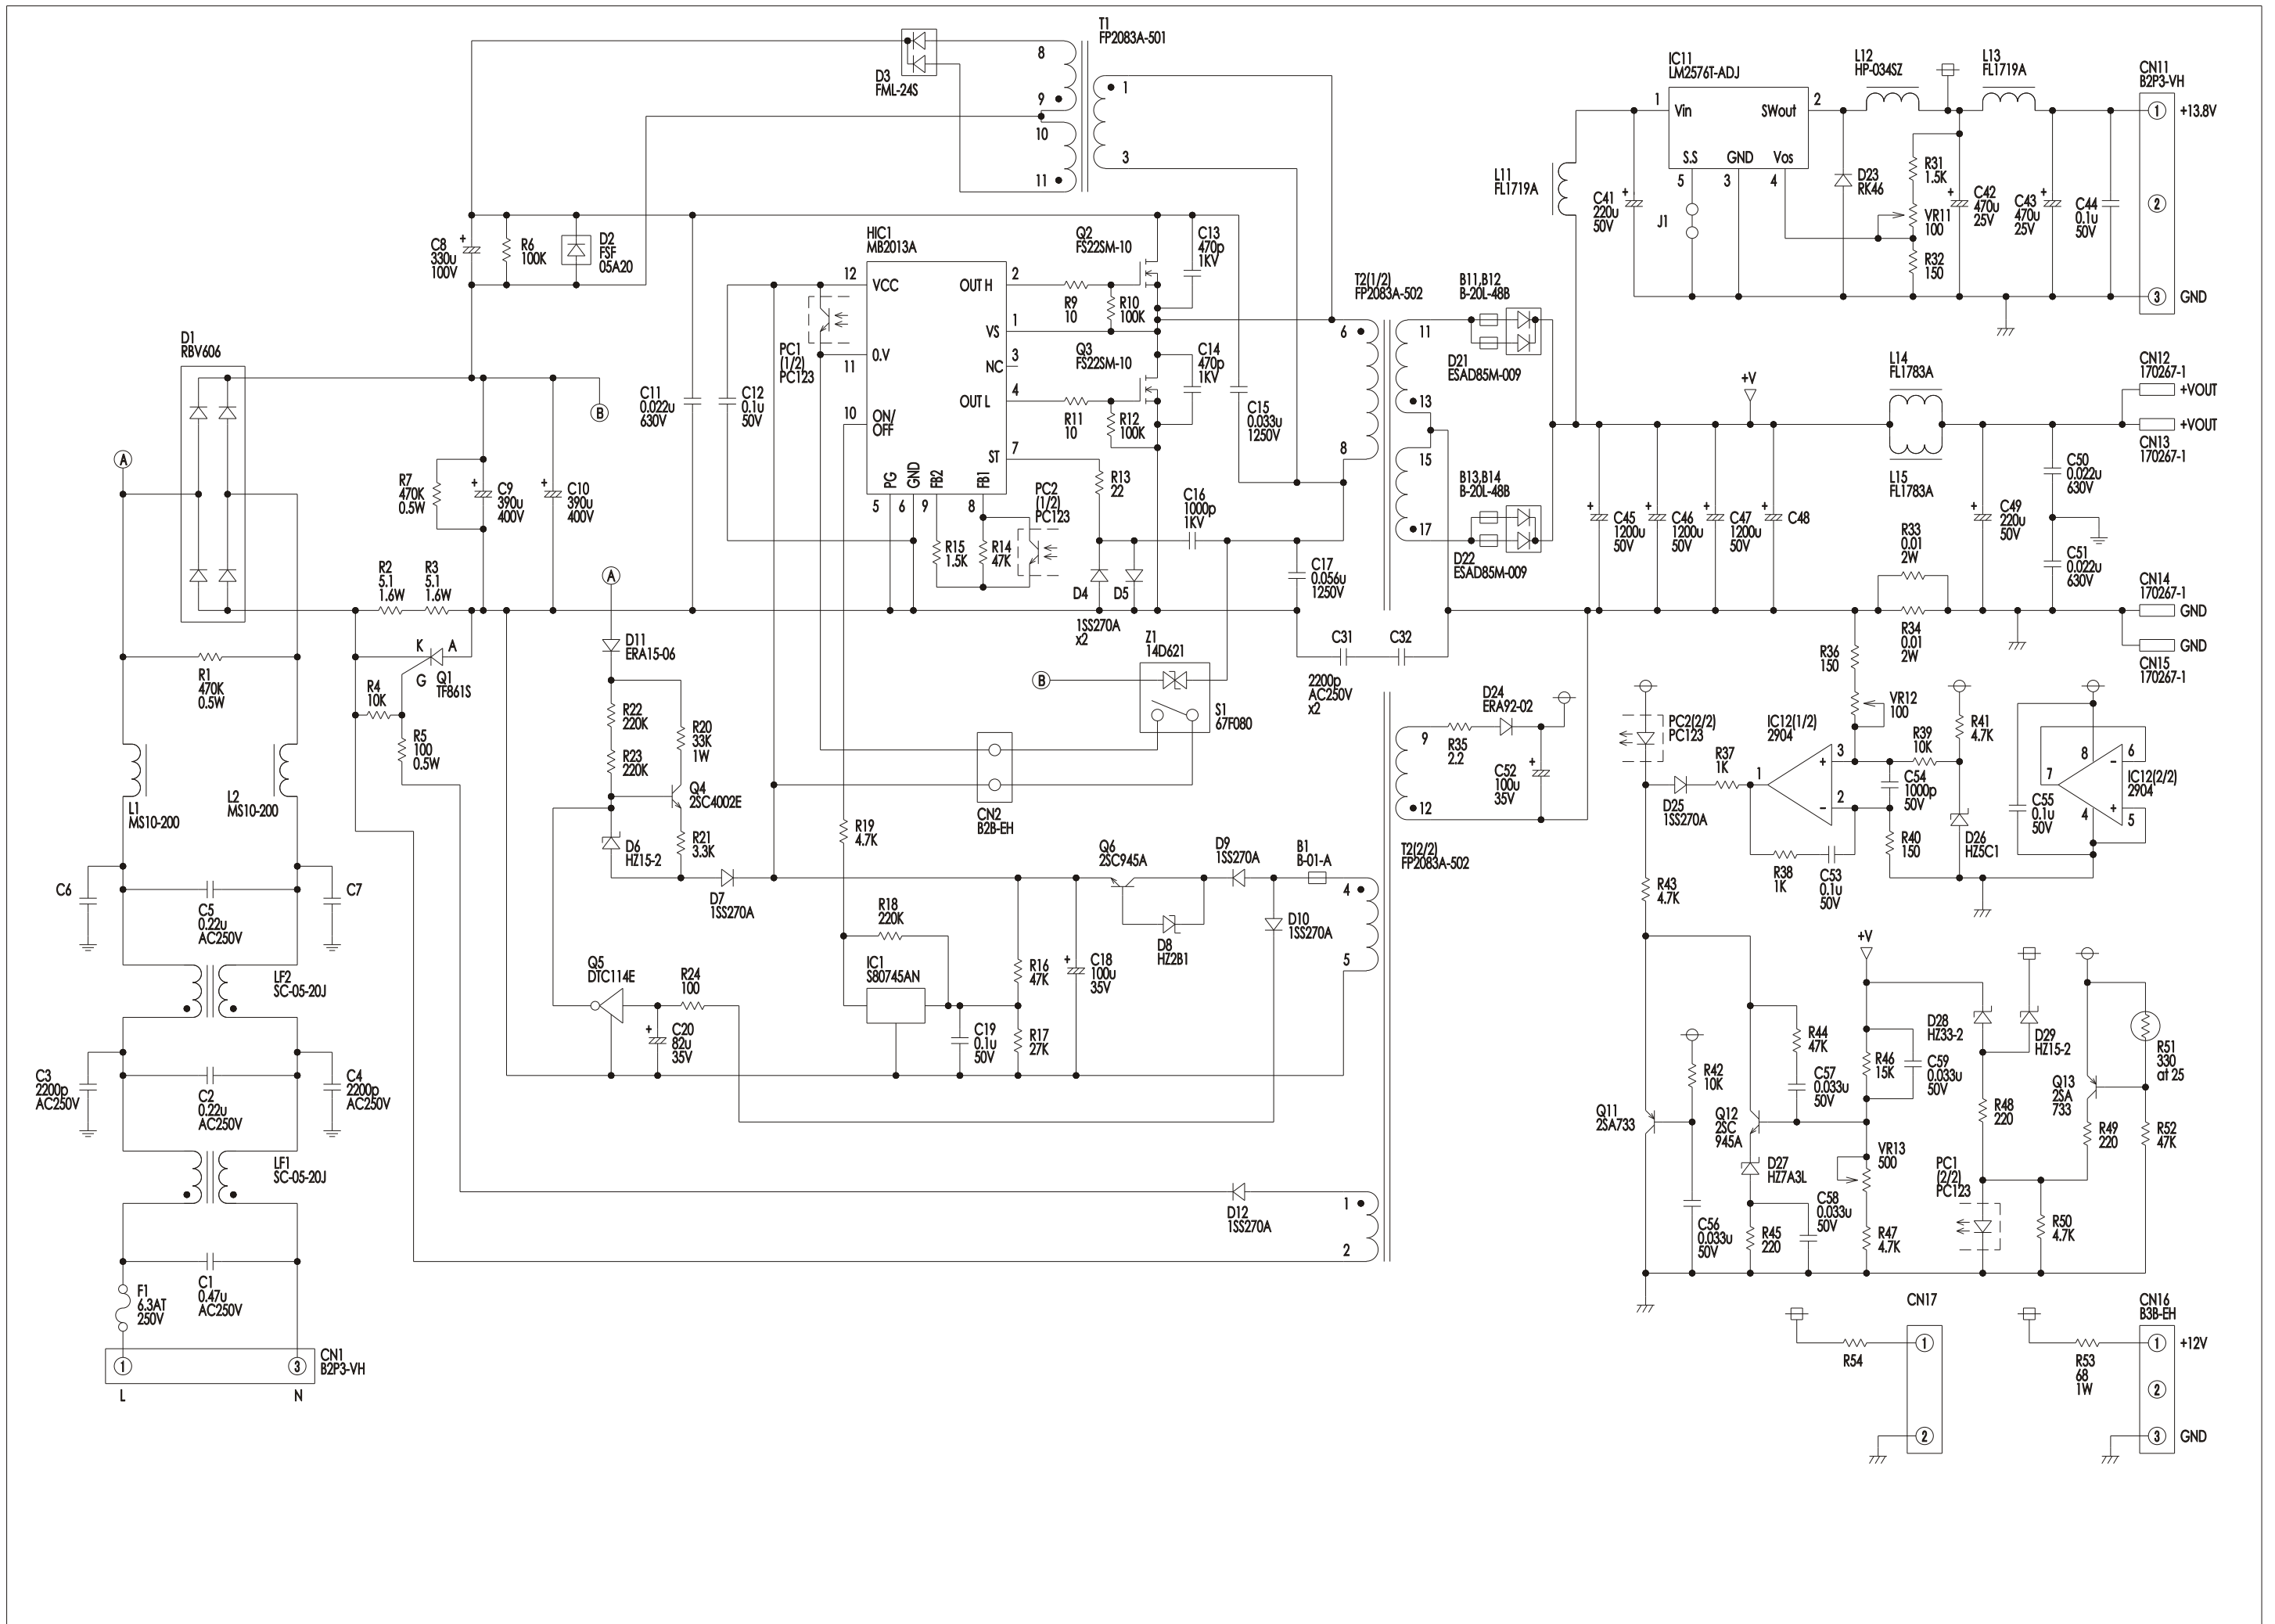 T1
FP2083A-501
8
9
10
11
1
3
D3
FML-24S
IC11
LM2576T-ADJ
L12
HP-034SZ
L13
FL1719A
CN11
B2P3-VH
1
Vin
SWout
2
1
+13.8V
S.S
GND
Vos
5
3
4
D23
RK46
R31
1.5K
L11
FL1719A
C41
220u
50V
+
J1
VR11
100
R32
150
+
C42
470u
25V
C43
470u
25V
+
C44
0.1u
50V
2
3
GND
C8
330u
100V
+
R6
100K
D2
FSF
05A20
HIC1
MB2013A
12
VCC
OUT H
2
VS
1
0.V
11
NC
3
10
ON/
OFF
OUT L
4
ST
7
PG
GND
FB2
FB1
5
6
9
8
PC1
(1/2)
PC123
Q2
FS22SM-10
C13
470p
1KV
R9
10
R10
100K
Q3
FS22SM-10
C14
470p
1KV
R11
10
R12
100K
C15
0.033u
1250V
C11
0.022u
630V
C12
0.1u
50V
D1
RBV606
B
A
T2(1/2)
FP2083A-502
6
8
11
13
15
17
B11,B12
B-20L-48B
D21
ESAD85M-009
B13,B14
B-20L-48B
D22
ESAD85M-009
+V
L14
FL1783A
L15
FL1783A
CN12
170267-1
+VOUT
+VOUT
CN13
170267-1
R7
470K
0.5W
+
C9
390u
400V
+
C10
390u
400V
PC2
(1/2)
PC123
R13
22
C16
1000p
1KV
R15
1.5K
R14
47K
D4
D5
1SS270A
x2
C17
0.056u
1250V
+
C45
1200u
50V
+
C46
1200u
50V
+
C47
1200u
50V
+
C48
R33
0.01
2W
R34
0.01
2W
+
C49
220u
50V
C50
0.022u
630V
C51
0.022u
630V
CN14
170267-1
GND
GND
CN15
170267-1
R2
5.1
1.6W
R3
5.1
1.6W
A
D11
ERA15-06
K
A
G
Q1
TF861S
R4
10K
R5
100
0.5W
R1
470K
0.5W
R22
220K
R23
220K
R20
33K
1W
Q4
2SC4002E
R21
3.3K
D6
HZ15-2
D7
1SS270A
B
Z1
14D621
S1
67F080
CN2
B2B-EH
C31
C32
2200p
AC250V
x2
D24
ERA92-02
9
12
R35
2.2
C52
100u
35V
+
T2(2/2)
FP2083A-502
4
5
1
2
PC2(2/2)
PC123
D25
1SS270A
R37
1K
IC12(1/2)
2904
1
3
2
+
−
R36
150
VR12
100
R39
10K
C54
1000p
50V
R38
1K
C53
0.1u
50V
R40
150
R41
4.7K
D26
HZ5C1
C55
0.1u
50V
8
7
4
6
−
+
5
IC12(2/2)
2904
L1
MS10-200
L2
MS10-200
C6
C7
C5
0.22u
AC250V
LF2
SC-05-20J
C3
2200p
AC250V
C4
2200p
AC250V
C2
0.22u
AC250V
LF1
SC-05-20J
C1
0.47u
AC250V
F1
6.3AT
250V
1
3
CN1
B2P3-VH
L
N
R19
4.7K
R18
220K
IC1
S80745AN
Q5
DTC114E
R24
100
+
C20
82u
35V
C19
0.1u
50V
R16
47K
R17
27K
+
C18
100u
35V
Q6
2SC945A
D8
HZ2B1
D9
1SS270A
B1
B-01-A
D10
1SS270A
D12
1SS270A
R43
4.7K
Q11
2SA733
R42
10K
C56
0.033u
50V
Q12
2SC
945A
D27
HZ7A3L
R45
220
C58
0.033u
50V
R44
47K
C57
0.033u
50V
+V
R46
15K
C59
0.033u
50V
VR13
500
R47
4.7K
D28
HZ33-2
D29
HZ15-2
R48
220
PC1
(2/2)
PC123
R50
4.7K
Q13
2SA
733
R49
220
R51
330
at 25
R52
47K
CN17
1
2
R54
CN16
B3B-EH
1
+12V
R53
68
1W
2
3
GND